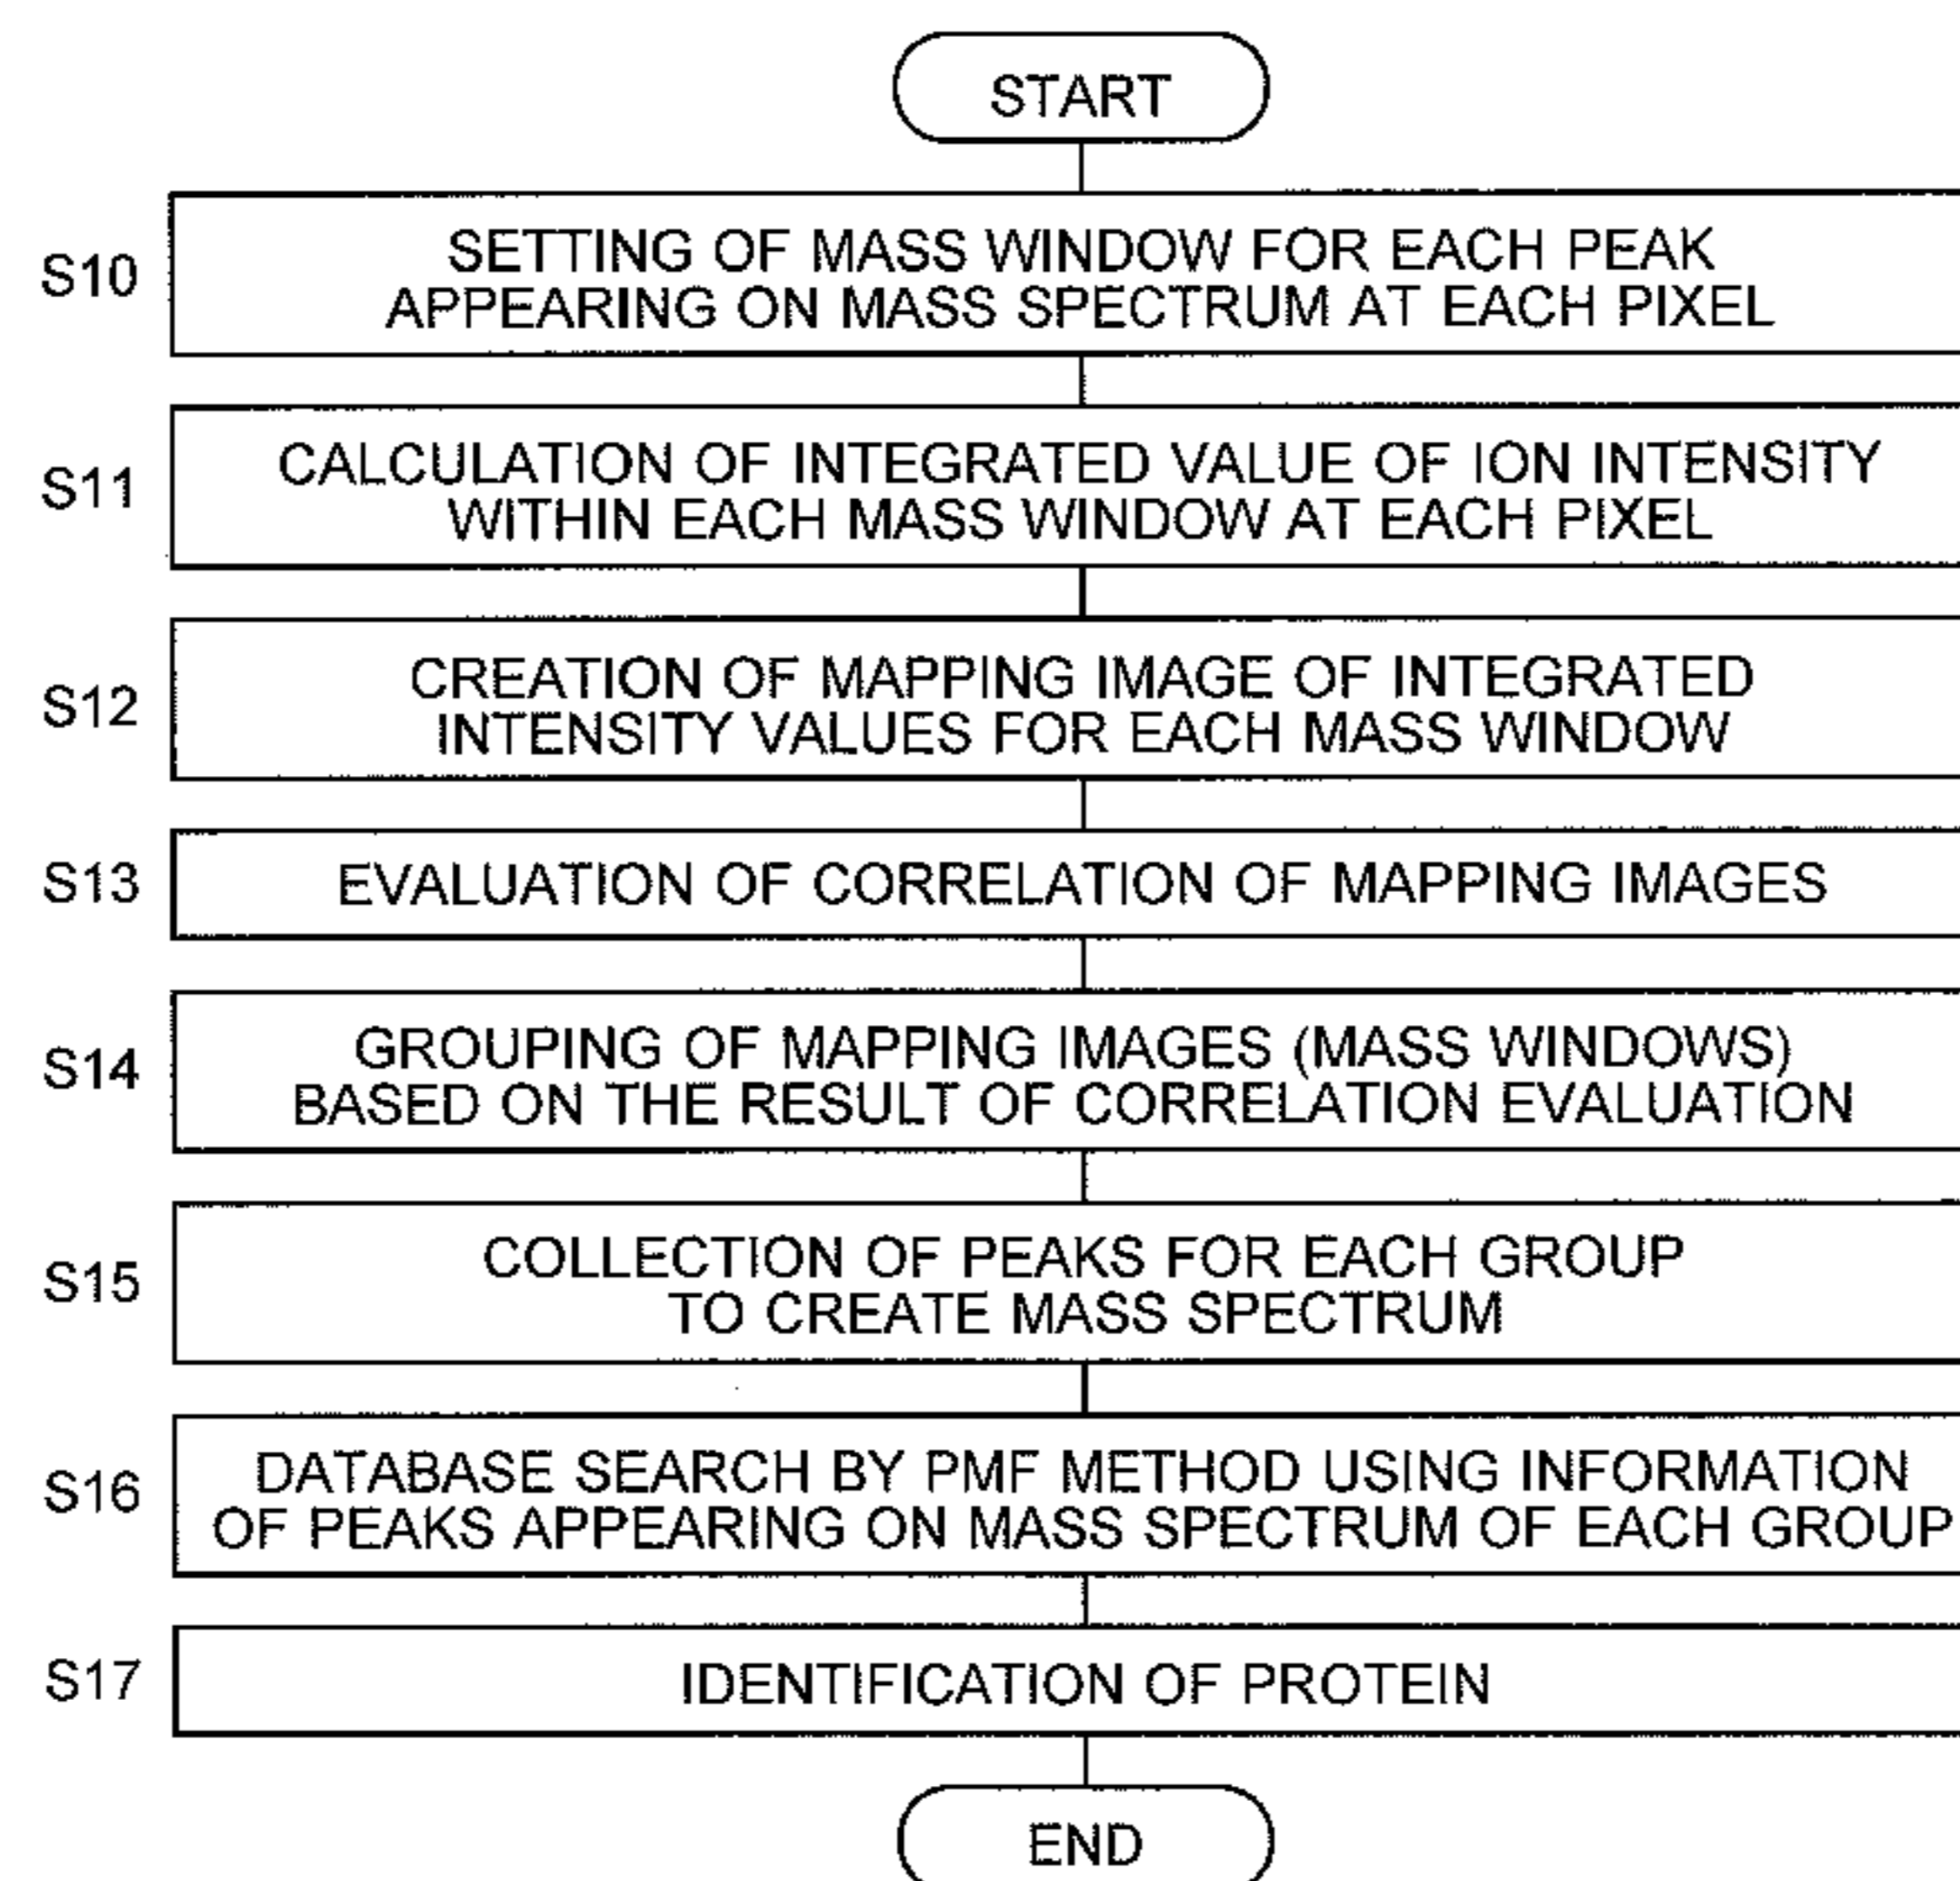 START
S10
SETTING OF MASS WINDOW FOR EACH PEAK
APPEARING ON MASS SPECTRUM AT EACH PIXEL
S11
CALCULATION OF INTEGRATED VALUE OF ION INTENSITY
WITHIN EACH MASS WINDOW AT EACH PIXEL
S12
CREATION OF MAPPING IMAGE OF INTEGRATED
INTENSITY VALUES FOR EACH MASS WINDOW
S13
EVALUATION OF CORRELATION OF MAPPING IMAGES
S14
GROUPING OF MAPPING IMAGES (MASS WINDOWS)
BASED ON THE RESULT OF CORRELATION EVALUATION
S15
COLLECTION OF PEAKS FOR EACH GROUP
TO CREATE MASS SPECTRUM
S16
DATABASE SEARCH BY PMF METHOD USING INFORMATION
OF PEAKS APPEARING ON MASS SPECTRUM OF EACH GROUP
S17
IDENTIFICATION OF PROTEIN
END